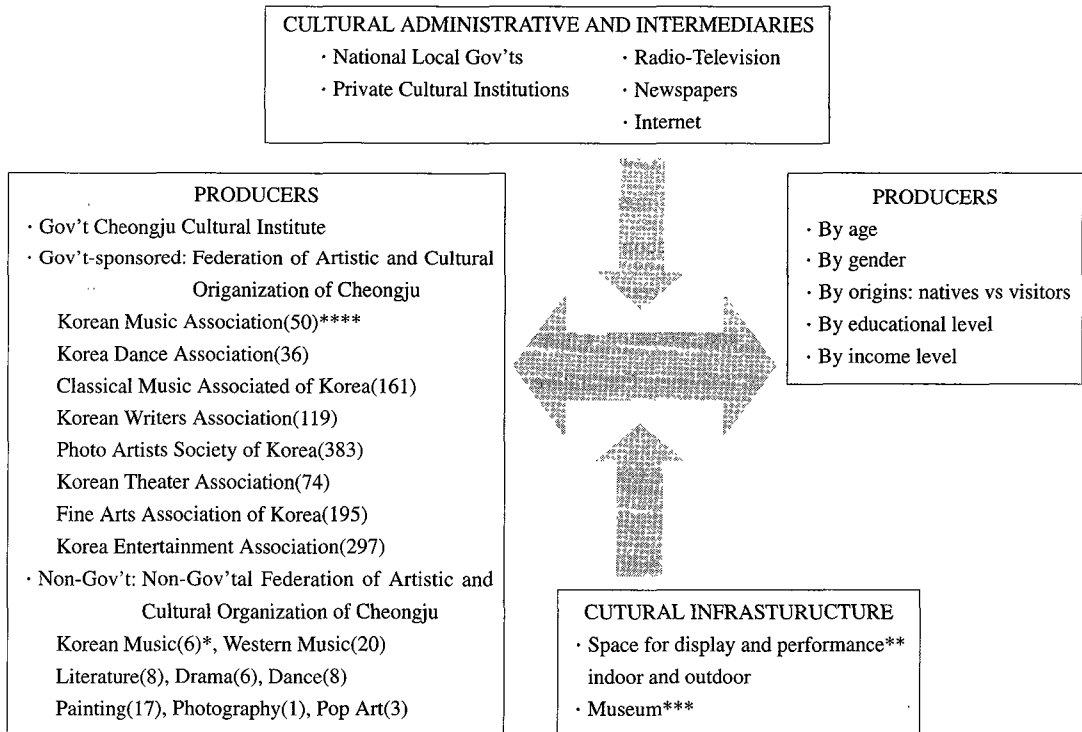 CULTURAL ADMINISTRATIVE AND INTERMEDIARIES
· National Local Gov'ts
· Private Cultural Institutions
· Radio-Television
· Newspapers
· Internet
PRODUCERS
· Gov't Cheongju Cultural Institute
· Gov't-sponsored: Federation of Artistic and Cultural
Origanization of Cheongju
Korean Music Association(50)****
Korea Dance Association(36)
Classical Music Associated of Korea(161)
Korean Writers Association(119)
Photo Artists Society of Korea(383)
Korean Theater Association(74)
Fine Arts Association of Korea(195)
Korea Entertainment Association(297)
· Non-Gov't: Non-Gov'tal Federation of Artistic and
Cultural Organization of Cheongju
Korean Music(6)*, Western Music(20)
Literature(8), Drama(6), Dance(8)
Painting(17), Photography(1), Pop Art(3)
PRODUCERS
· By age
· By gender
· By origins: natives vs visitors
· By educational level
· By income level
CUTURAL INFRASTURUCTURE
· Space for display and performance**
indoor and outdoor
· Museum***